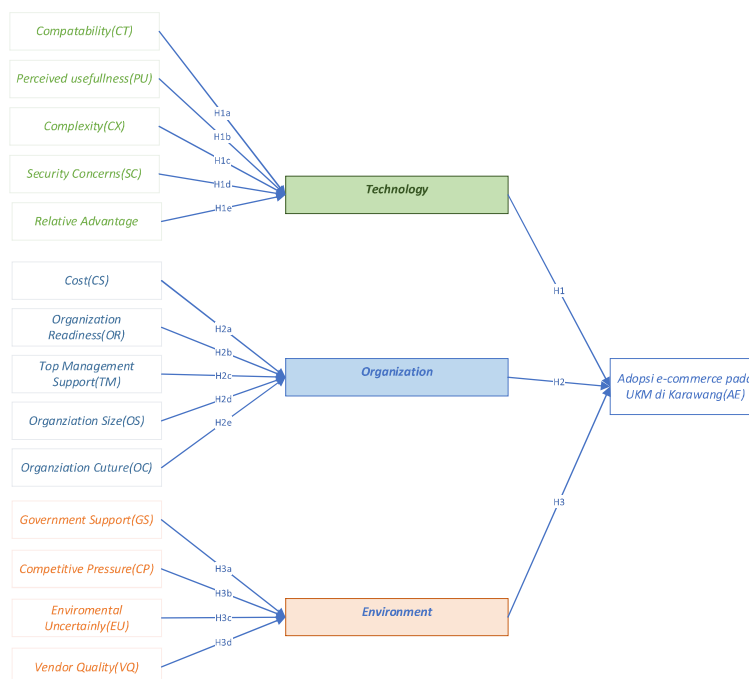 Compatability(CT)
Perceived usefullness(PU)
Complexity(CX)
Security Concerns(SC)
Relative Advantage
H1a
H1b
H1c
H1d
H1e
Technology
Cost(CS)
Organization
Readiness(OR)
Top Management
Support(TM)
Organziation Size(OS)
Organziation Cuture(OC)
H2a
H2b
H2c
H2d
H2e
Organization
Government Support(GS)
Competitive Pressure(CP)
Enviromental
Uncertainly(EU)
Vendor Quality(VQ)
H3a
H3b
H3c
H3d
Environment
H1
H2
H3
Adopsi e-commerce pada
UKM di Karawang(AE)